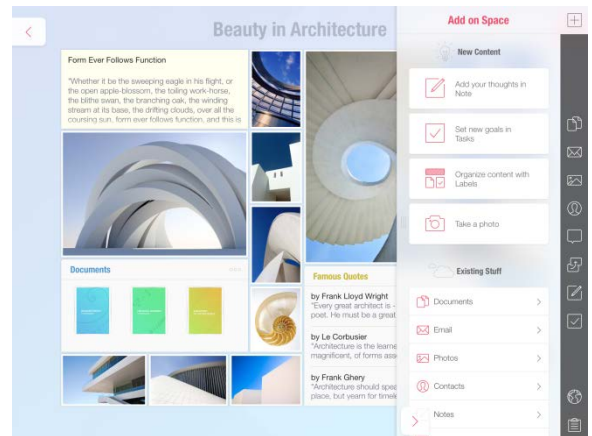 Beauty in Architecture
Form Ever Follows Function
"Whether it be the sweeping eagle in his flight, or
the open apple-blossom, the toiling work-horse,
the blithe swan, the branching oak, the winding
stream at its base, the drifting clouds, over all the
coursing sun, form ever follows function, and this is
Documents
Famous Quotes
by Frank Lloyd Wright
"Every great architect is -
poet. He must be a great
by Le Corbusier
"Architecture is the learne
magnificent, of forms asse
by Frank Ghery
"Architecture should spea
place, but yearn for timele
Add on Space
New Content
Add your thoughts in
Note
Set new goals in
Tasks
Organize content with
Labels
Take a photo
Existing Stuff
Documents
Email
Photos
Contacts
Notes